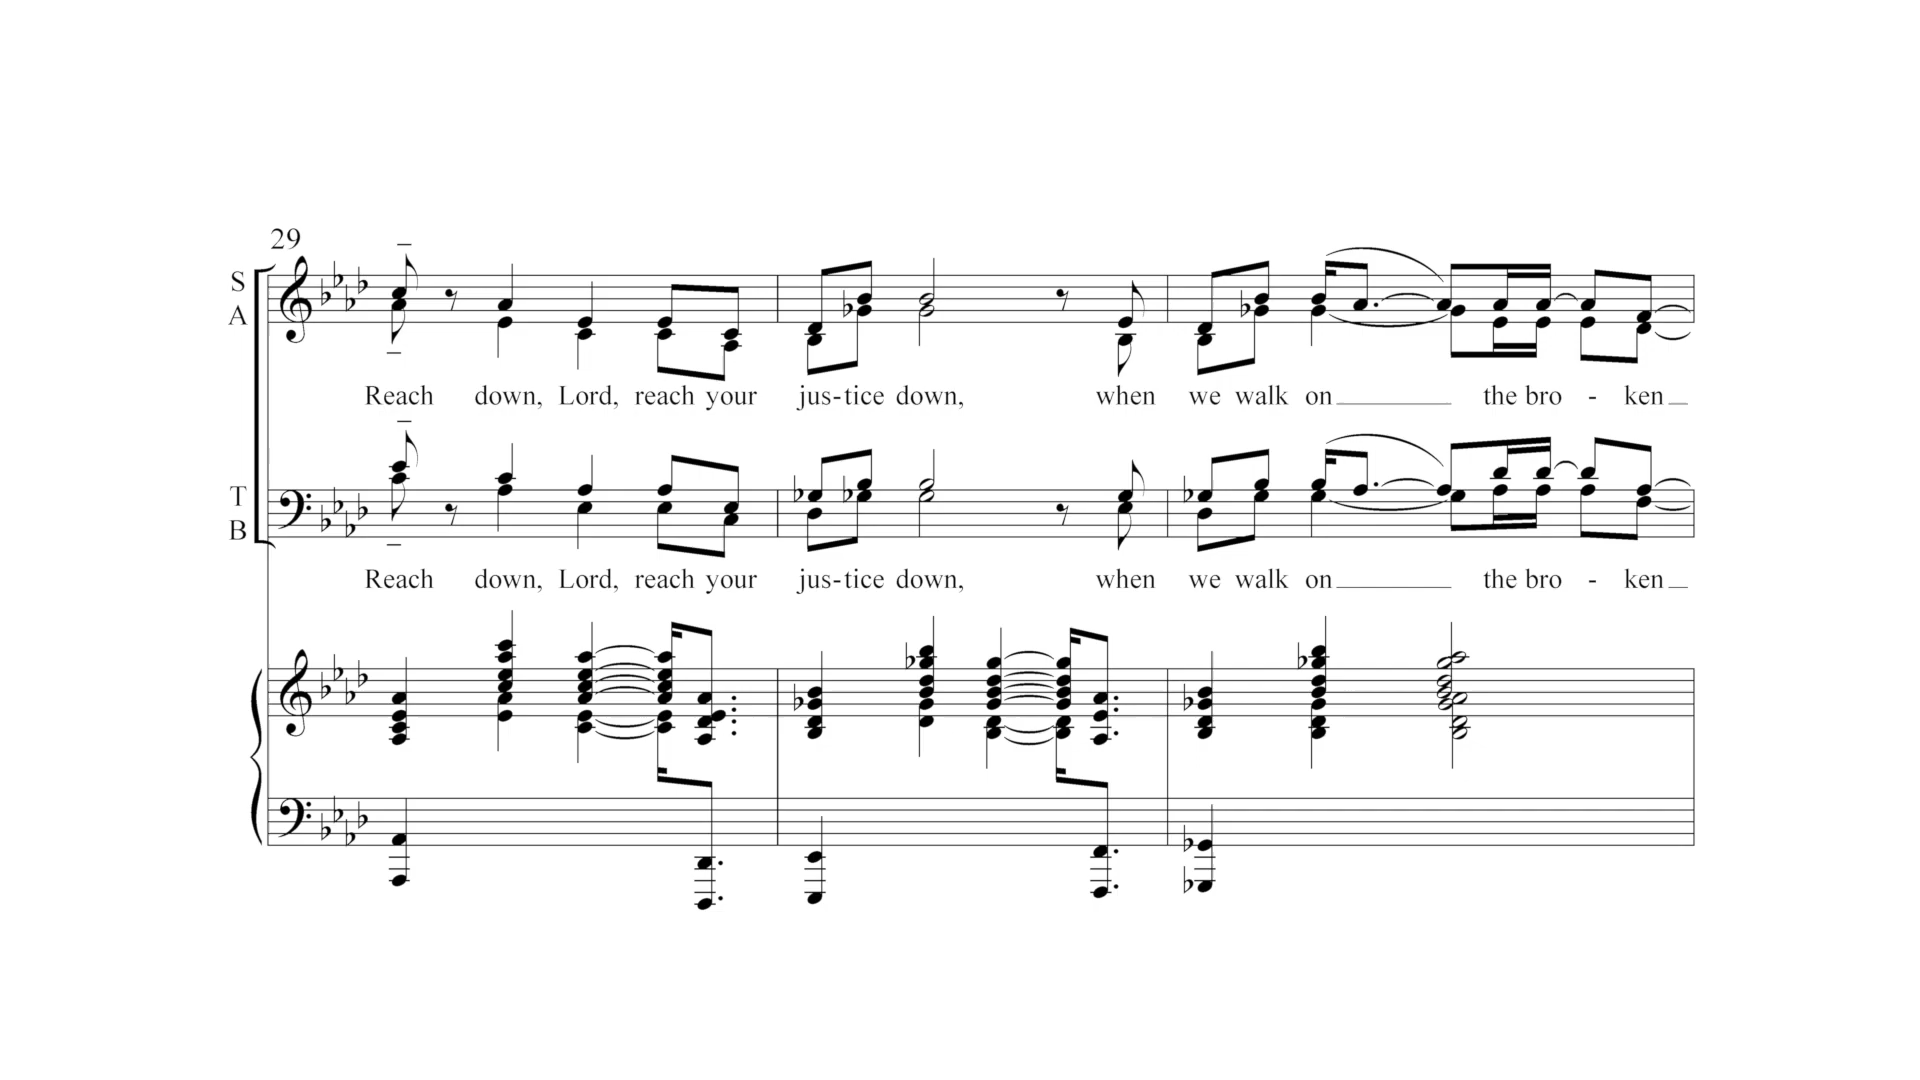 29
S
A
Reach down, Lord, reach your jus-tice down, when we walk on the bro - ken
T
B
Reach down, Lord, reach your jus-tice down, when we walk on the bro - ken